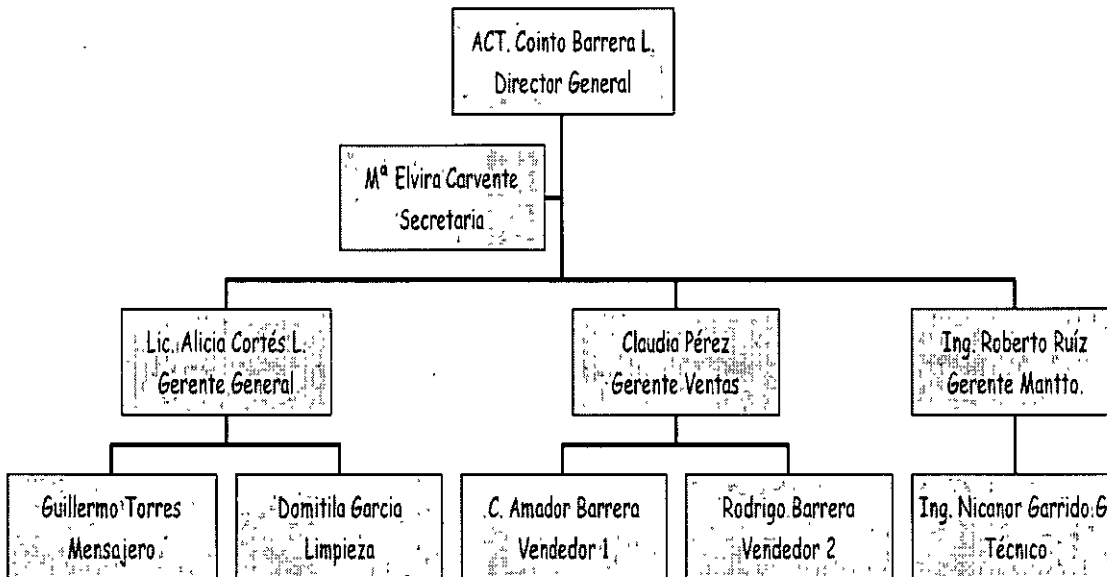 ACT. Cointo Barrera L.
Director General
Mª Elvira Carvente
Secretaria
Lic. Alicia Cortés L.
Gerente General
Claudia Pérez
Gerente Ventas
Ing. Roberto Ruíz
Gerente Mantto.
Guillermo Torres
Mensajero
Domitila Garcia
Limpieza
C. Amador Barrera
Vendedor 1
Rodrigo Barrera
Vendedor 2
Ing. Nicanor Garrido G
Técnico